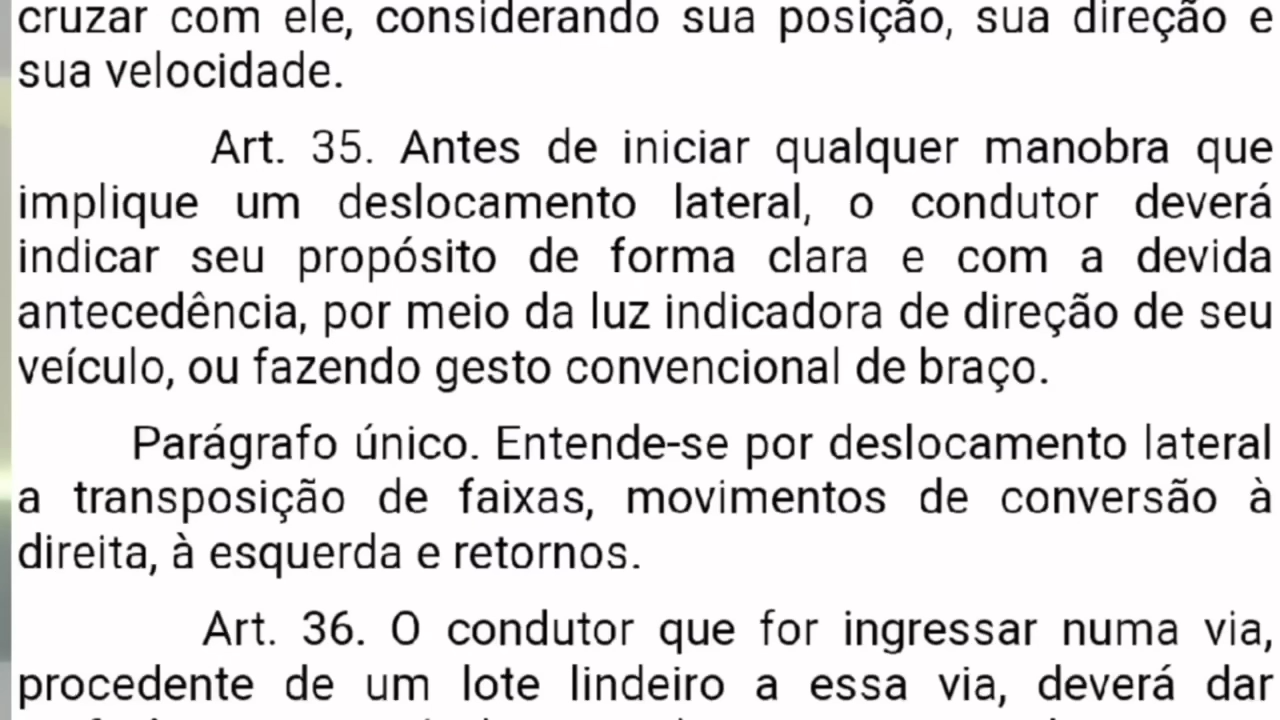 cruzar com ele, considerando sua posição, sua direção e
sua velocidade.
Art. 35. Antes de iniciar qualquer manobra que
implique um deslocamento lateral, o condutor deverá
indicar seu propósito de forma clara e com a devida
antecedência, por meio da luz indicadora de direção de seu
veículo, ou fazendo gesto convencional de braço.
Parágrafo único. Entende-se por deslocamento lateral
a transposição de faixas, movimentos de conversão à
direita, à esquerda e retornos.
Art. 36. O condutor que for ingressar numa via,
procedente de um lote lindeiro a essa via, deverá dar